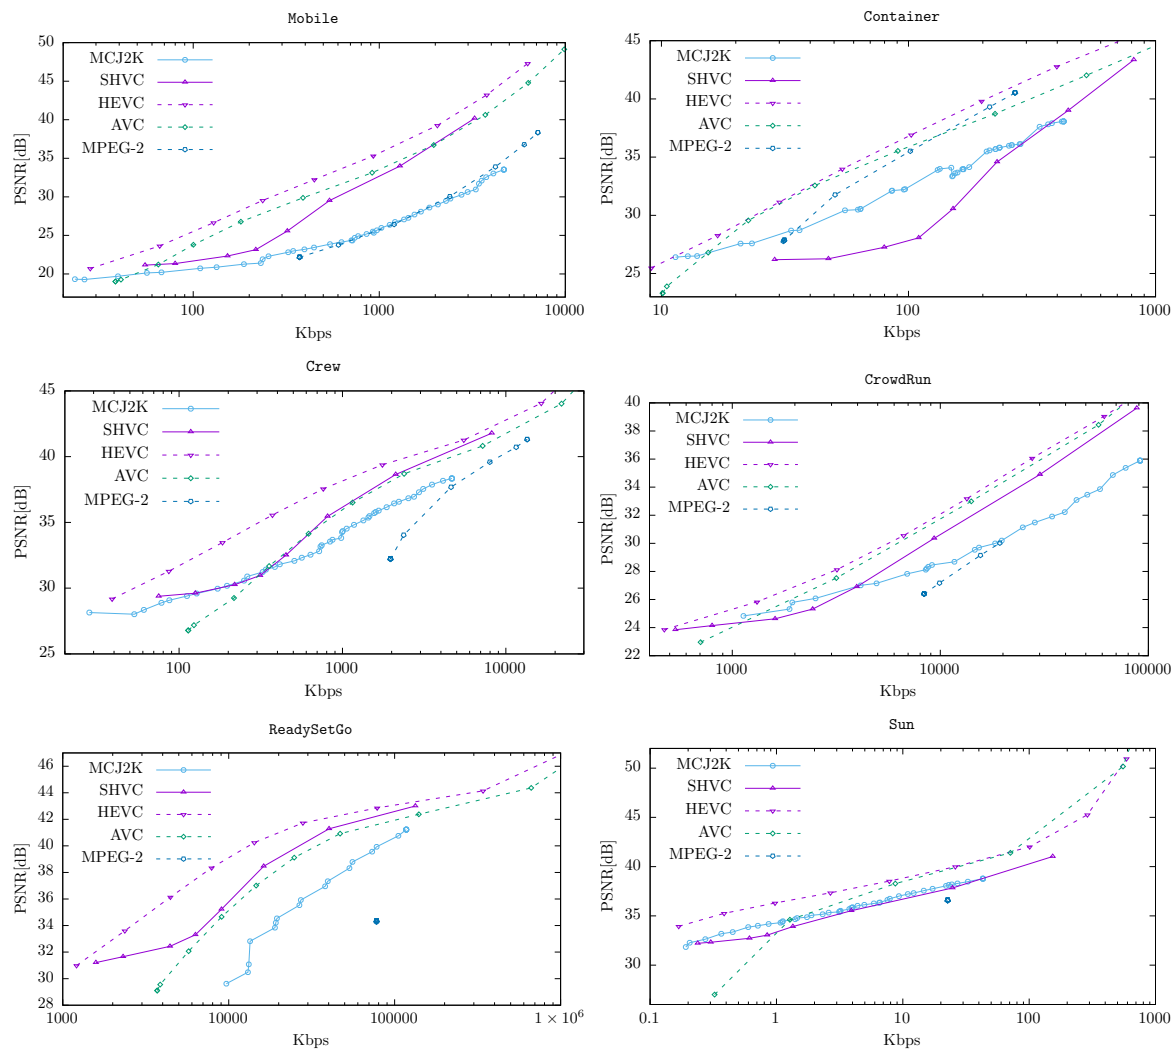 Mobile
PSNR[dB]
50
45
40
35
30
25
20
100 1000 10000
Kbps
MCJ2K
SHVC
HEVC
AVC
MPEG-2
Container
PSNR[dB]
45
40
35
30
25
10 100 1000
Kbps
MCJ2K
SHVC
HEVC
AVC
MPEG-2
Crew
PSNR[dB]
45
40
35
30
25
100 1000 10000
Kbps
MCJ2K
SHVC
HEVC
AVC
MPEG-2
CrowdRun
PSNR[dB]
40
38
36
34
32
30
28
26
24
22
1000 10000 100000
Kbps
MCJ2K
SHVC
HEVC
AVC
MPEG-2
ReadySetGo
PSNR[dB]
46
44
42
40
38
36
34
32
30
28
1000 10000 100000 1 × 10⁶
Kbps
MCJ2K
SHVC
HEVC
AVC
MPEG-2
Sun
PSNR[dB]
50
45
40
35
30
0.1 1 10 100 1000
Kbps
MCJ2K
SHVC
HEVC
AVC
MPEG-2